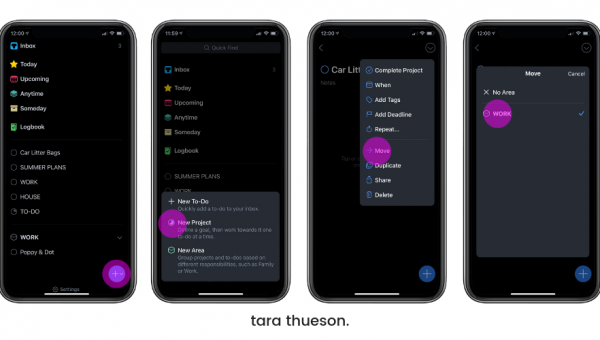 12:00
Inbox
3
Today
Upcoming
Anytime
Someday
Logbook
Car Litter Bags
SUMMER PLANS
WORK
HOUSE
TO-DO
WORK
Poppy & Dot
Settings
11:59
Quick Find
Inbox
3
Today
Upcoming
Anytime
Someday
Logbook
SUMMER PLANS
WORK
New To-Do
Quickly add a to-do to your inbox.
New Project
Define a goal, then work towards it one
to-do at a time.
New Area
Group projects and to-dos based on
different responsibilities, such as Family
or Work.
12:00
Car Lit
Notes
Complete Project
When
Add Tags
Add Deadline
Repeat...
Move
Duplicate
Share
Delete
12:00
Move
Cancel
No Area
WORK
tara thueson.